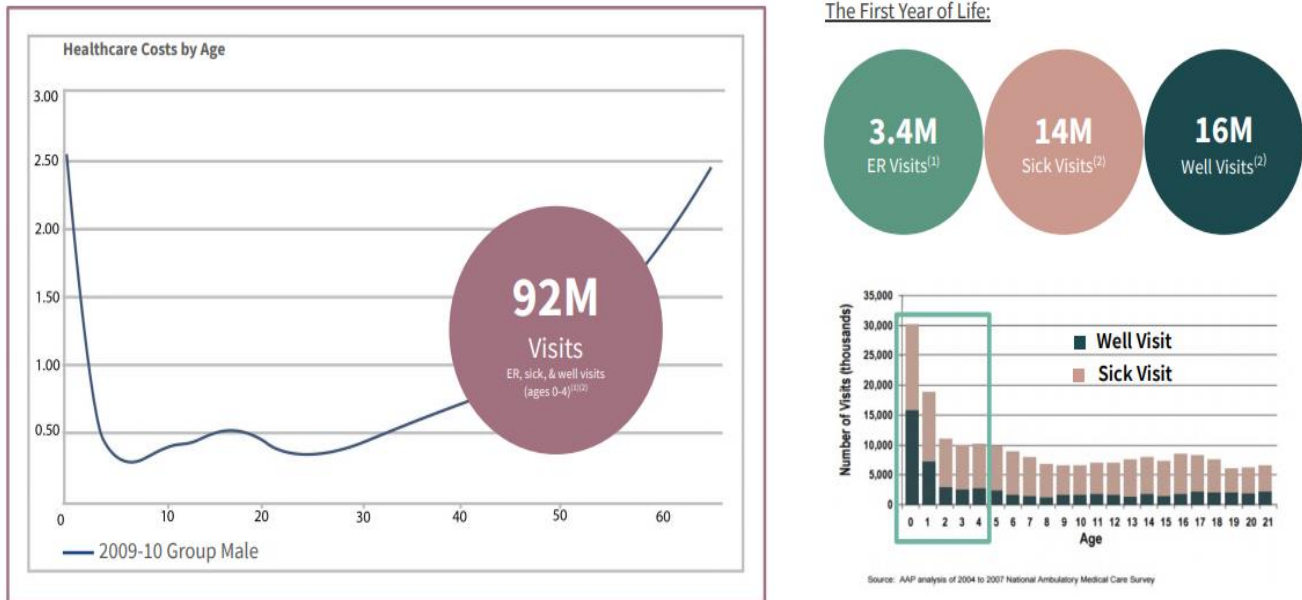 Healthcare Costs by Age
3.00
2.50
2.00
1.50
1.00
0.50
0 10 20 30 40 50 60
92M
Visits
ER, sick, & well visits
(ages 0-4)(1)(2)
2009-10 Group Male
The First Year of Life:
3.4M
ER Visits(1)
14M
Sick Visits(2)
16M
Well Visits(2)
Number of Visits (thousands)
35,000
30,000
25,000
20,000
15,000
10,000
5,000
0
Well Visit
Sick Visit
0 1 2 3 4 5 6 7 8 9 10 11 12 13 14 15 16 17 18 19 20 21
Age
Source: AAP analysis of 2004 to 2007 National Ambulatory Medical Care Survey